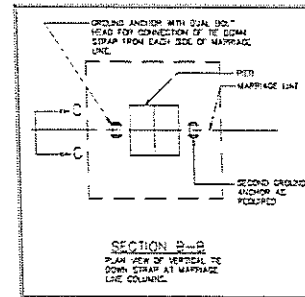 GROUND ANCHOR WITH DUAL BOLT
HEAD FOR CONNECTION OF TIE DOWN
STRAP FROM EACH SIDE OF MARRIAGE
LINE.
PIER
MARRIAGE LINE
SECOND GROUND
ANCHOR AS
REQUIRED
SECTION B-B
PLAN VIEW OF VERTICAL TIE
DOWN STRAP AT MARRIAGE
LINE COLUMNS.